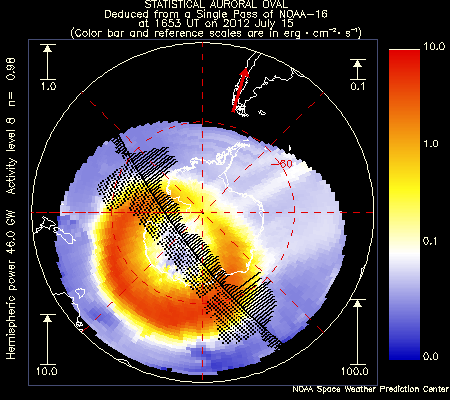 STATISTICAL AURORAL OVAL
Deduced from a Single Pass of NOAA-16
at 1653 UT on 2012 July 15
(Color bar and reference scales are in erg · cm⁻² · s⁻¹)
Hemispheric power 46.0 GW Activity level 8 n= 0.98
1.0
0.1
-60
10.0
100.0
10.0
1.0
0.1
0.0
NOAA Space Weather Prediction Center